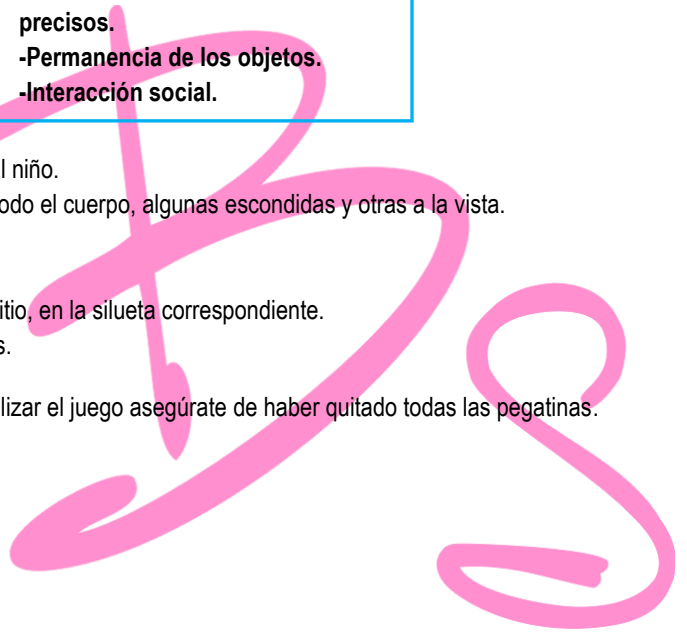 precisos.
-Permanencia de los objetos.
-Interacción social.
l niño.
odo el cuerpo, algunas escondidas y otras a la vista.
itio, en la silueta correspondiente.
s.
lizar el juego asegúrate de haber quitado todas las pegatinas.
BS